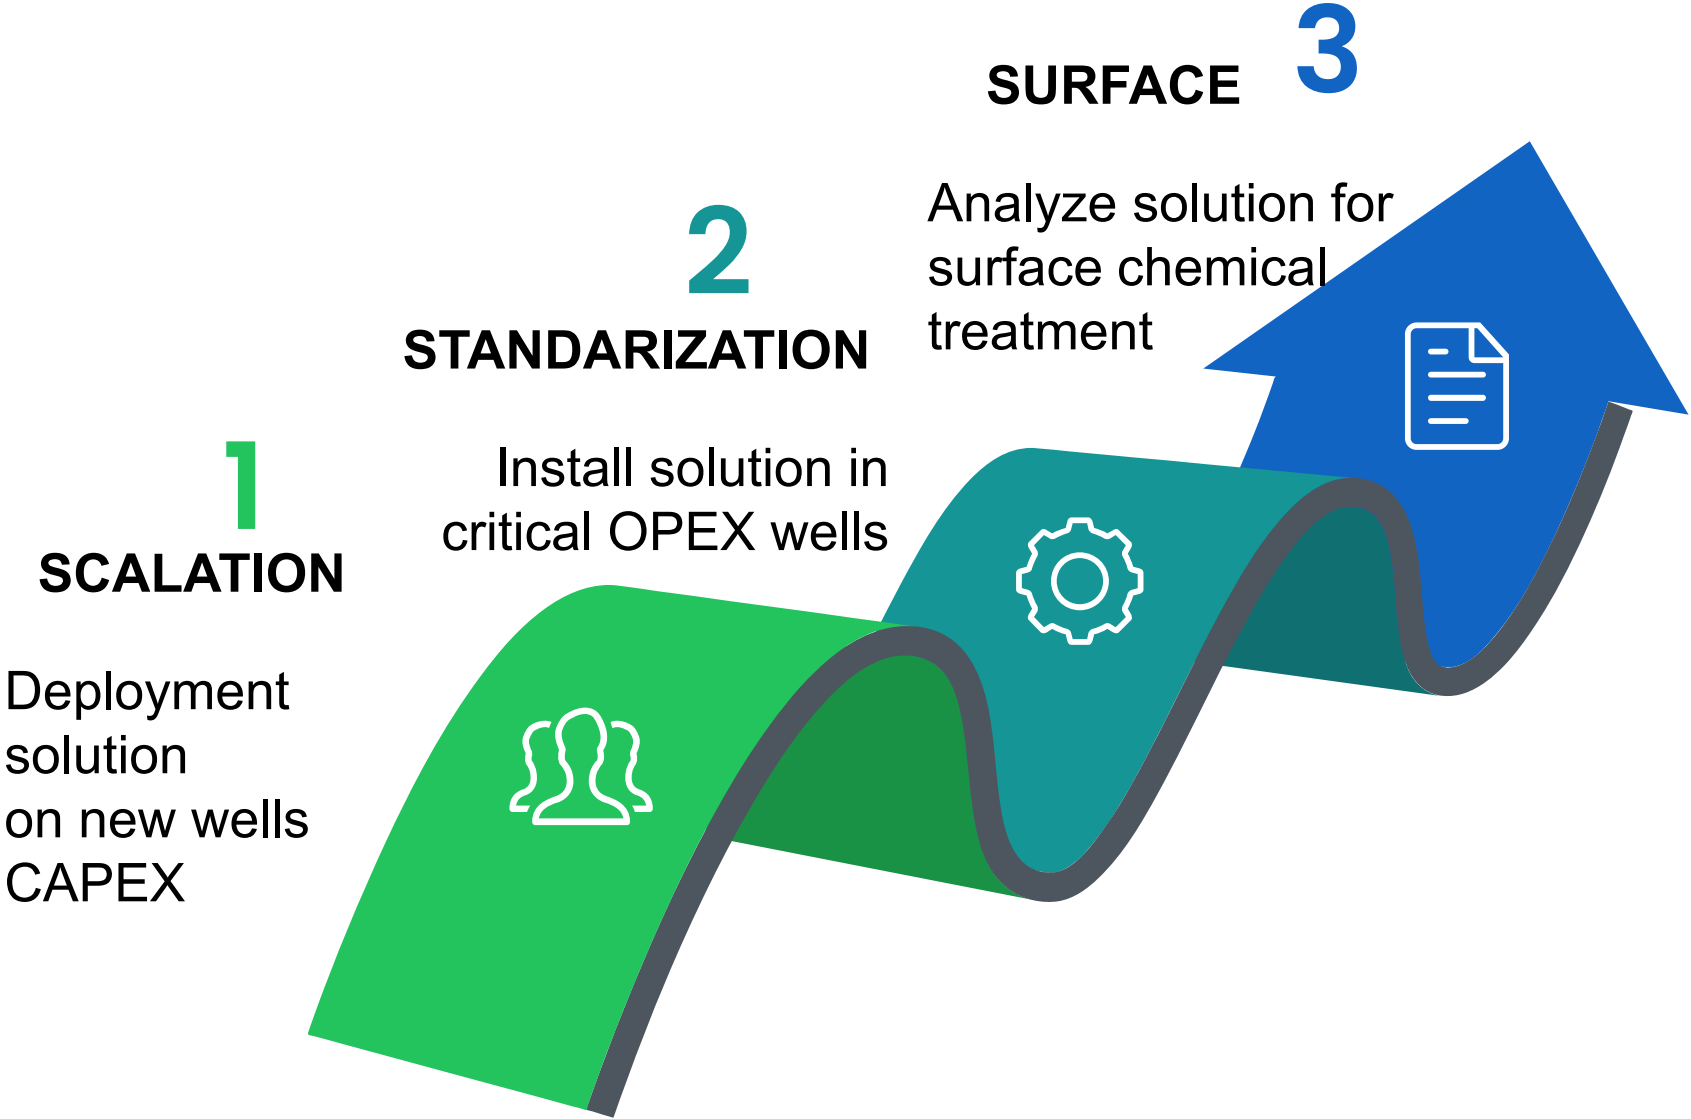 1
SCALATION
Deployment
solution
on new wells
CAPEX
2
STANDARIZATION
Install solution in
critical OPEX wells
3
SURFACE
Analyze solution for
surface chemical
treatment